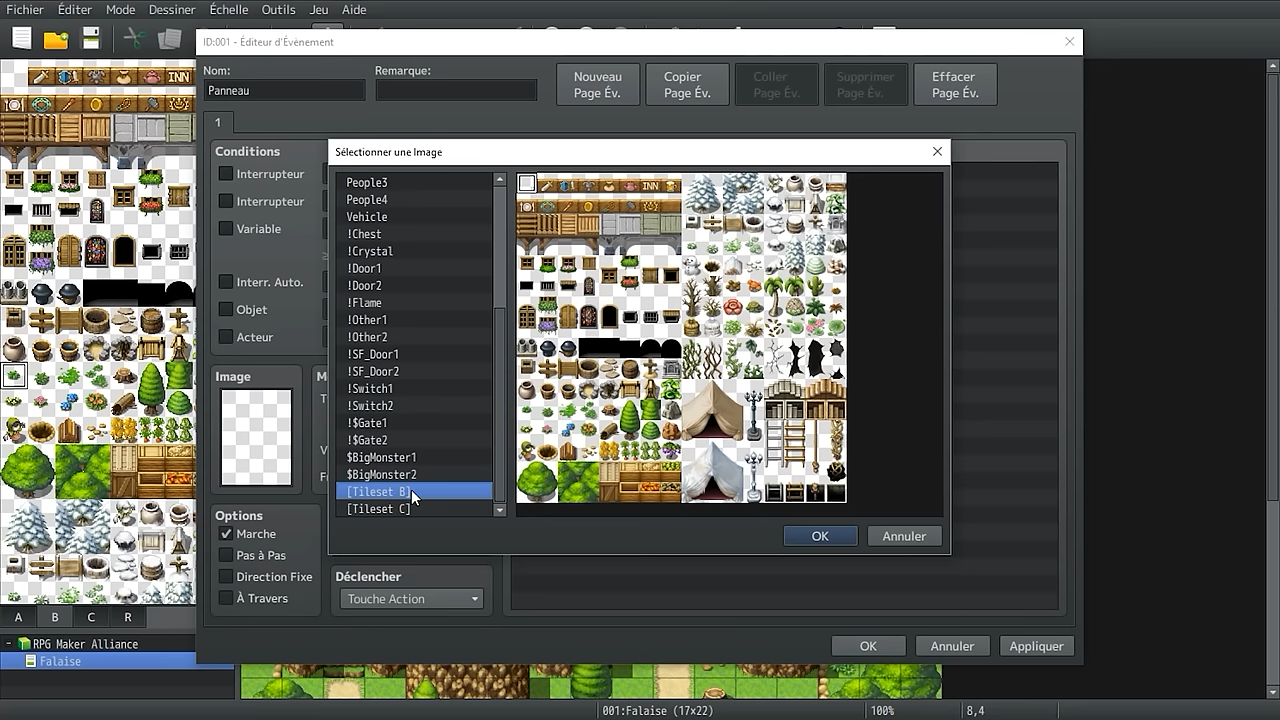 Fichier Éditer Mode Dessiner Échelle Outils Jeu Aide
ID:001 - Éditeur d'Événement
Nom:
Remarque:
Panneau
Nouveau
Page Év.
Copier
Page Év.
Coller
Page Év.
Supprimer
Page Év.
Effacer
Page Év.
1
Conditions
Interrupteur
Interrupteur
Variable
Interr. Auto.
Objet
Acteur
Image
Options
Marche
Pas à Pas
Direction Fixe
À Travers
Sélectionner une Image
People3
People4
Vehicle
!Chest
!Crystal
!Door1
!Door2
!Flame
!Other1
!Other2
!SF_Door1
!SF_Door2
!Switch1
!Switch2
!$Gate1
!$Gate2
$BigMonster1
$BigMonster2
[Tileset B]
[Tileset C]
INN
INN
OK
Annuler
Déclencher
Touche Action
OK
Annuler
Appliquer
A B C R
RPG Maker Alliance
Falaise
001:Falaise (17x22)
100%
8,4